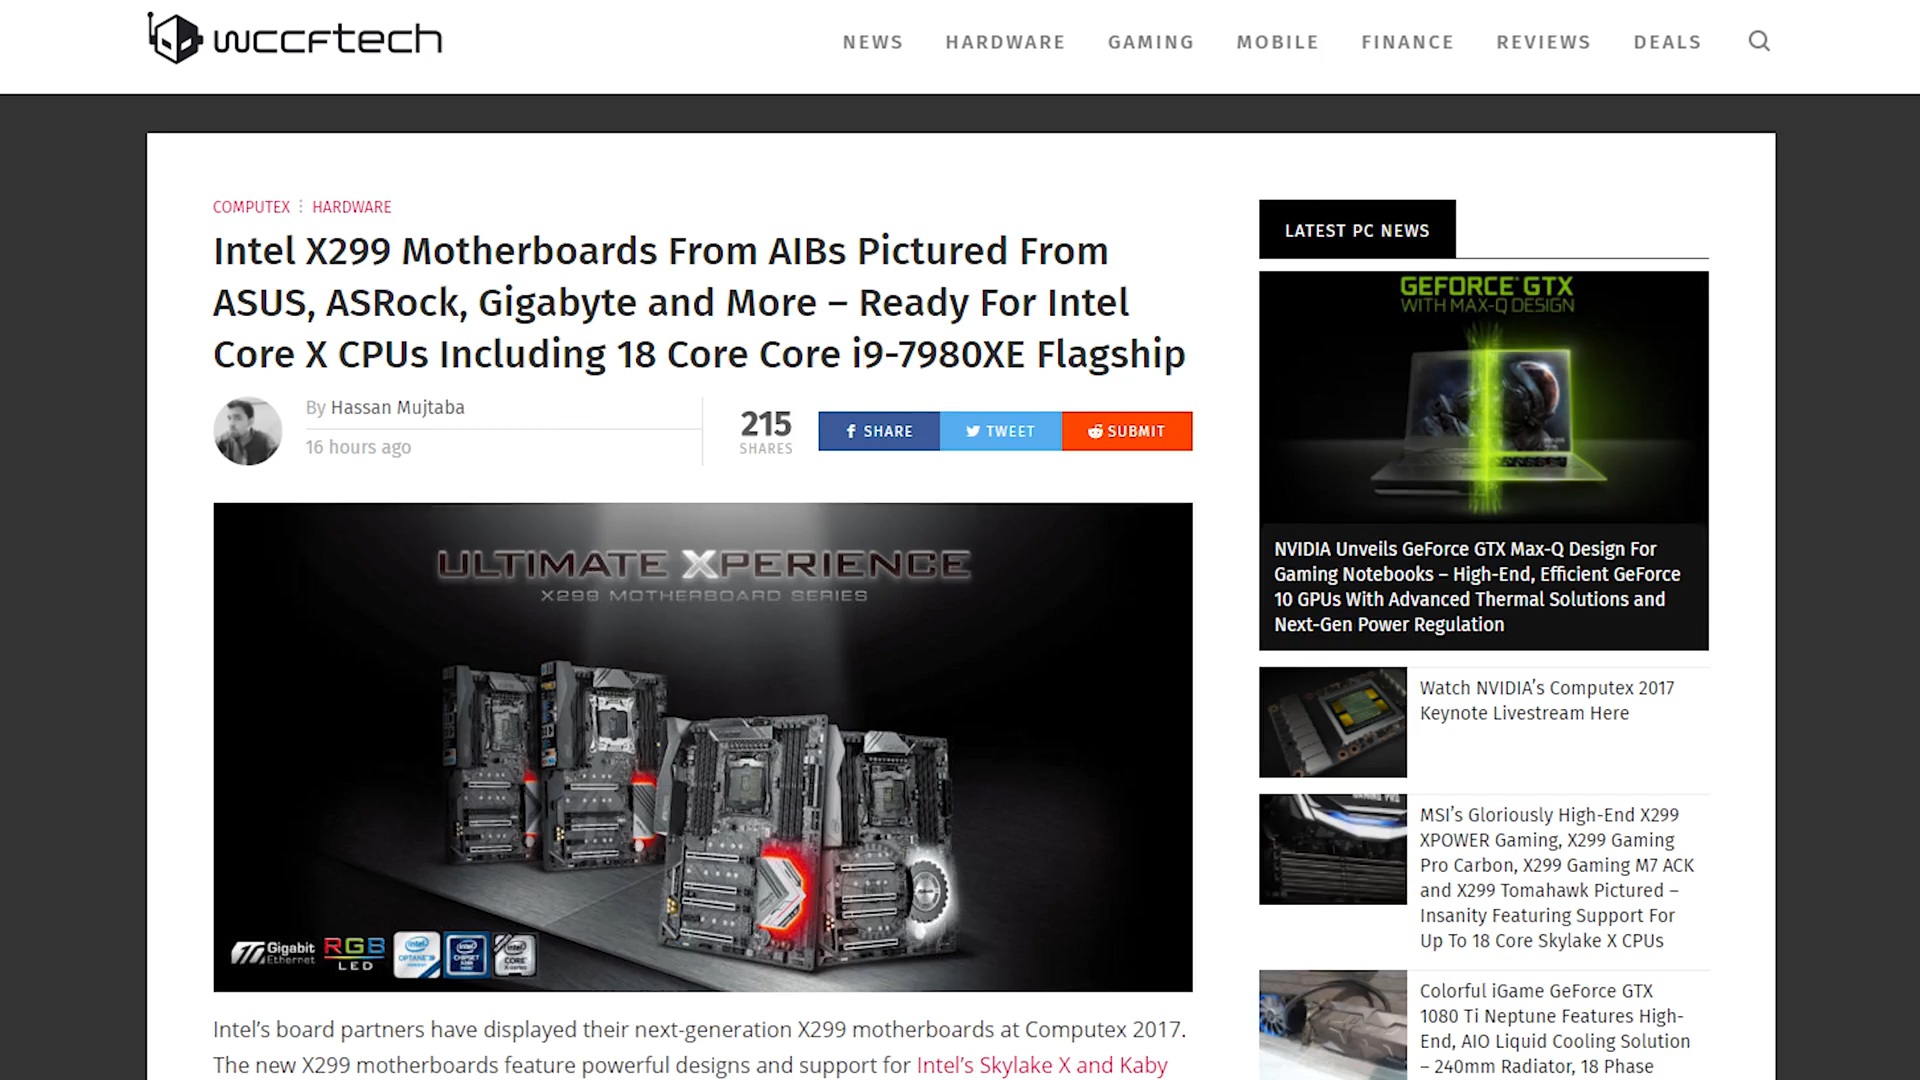 wccftech
NEWS HARDWARE GAMING MOBILE FINANCE REVIEWS DEALS
COMPUTEX HARDWARE
Intel X299 Motherboards From AIBs Pictured From
ASUS, ASRock, Gigabyte and More – Ready For Intel
Core X CPUs Including 18 Core Core i9-7980XE Flagship
By Hassan Mujtaba
16 hours ago
215
SHARES
SHARE TWEET SUBMIT
ULTIMATE XPERIENCE
X299 MOTHERBOARD SERIES
Gigabit
Ethernet
RGB
LED
intel
OPTANE
intel
CHIPSET
intel
CORE
Intel’s board partners have displayed their next-generation X299 motherboards at Computex 2017.
The new X299 motherboards feature powerful designs and support for Intel’s Skylake X and Kaby
LATEST PC NEWS
GEFORCE GTX
WITH MAX-Q DESIGN
NVIDIA Unveils GeForce GTX Max-Q Design For
Gaming Notebooks – High-End, Efficient GeForce
10 GPUs With Advanced Thermal Solutions and
Next-Gen Power Regulation
Watch NVIDIA’s Computex 2017
Keynote Livestream Here
MSI’s Gloriously High-End X299
XPOWER Gaming, X299 Gaming
Pro Carbon, X299 Gaming M7 ACK
and X299 Tomahawk Pictured –
Insanity Featuring Support For
Up To 18 Core Skylake X CPUs
Colorful iGame GeForce GTX
1080 Ti Neptune Features High-
End, AIO Liquid Cooling Solution
– 240mm Radiator, 18 Phase